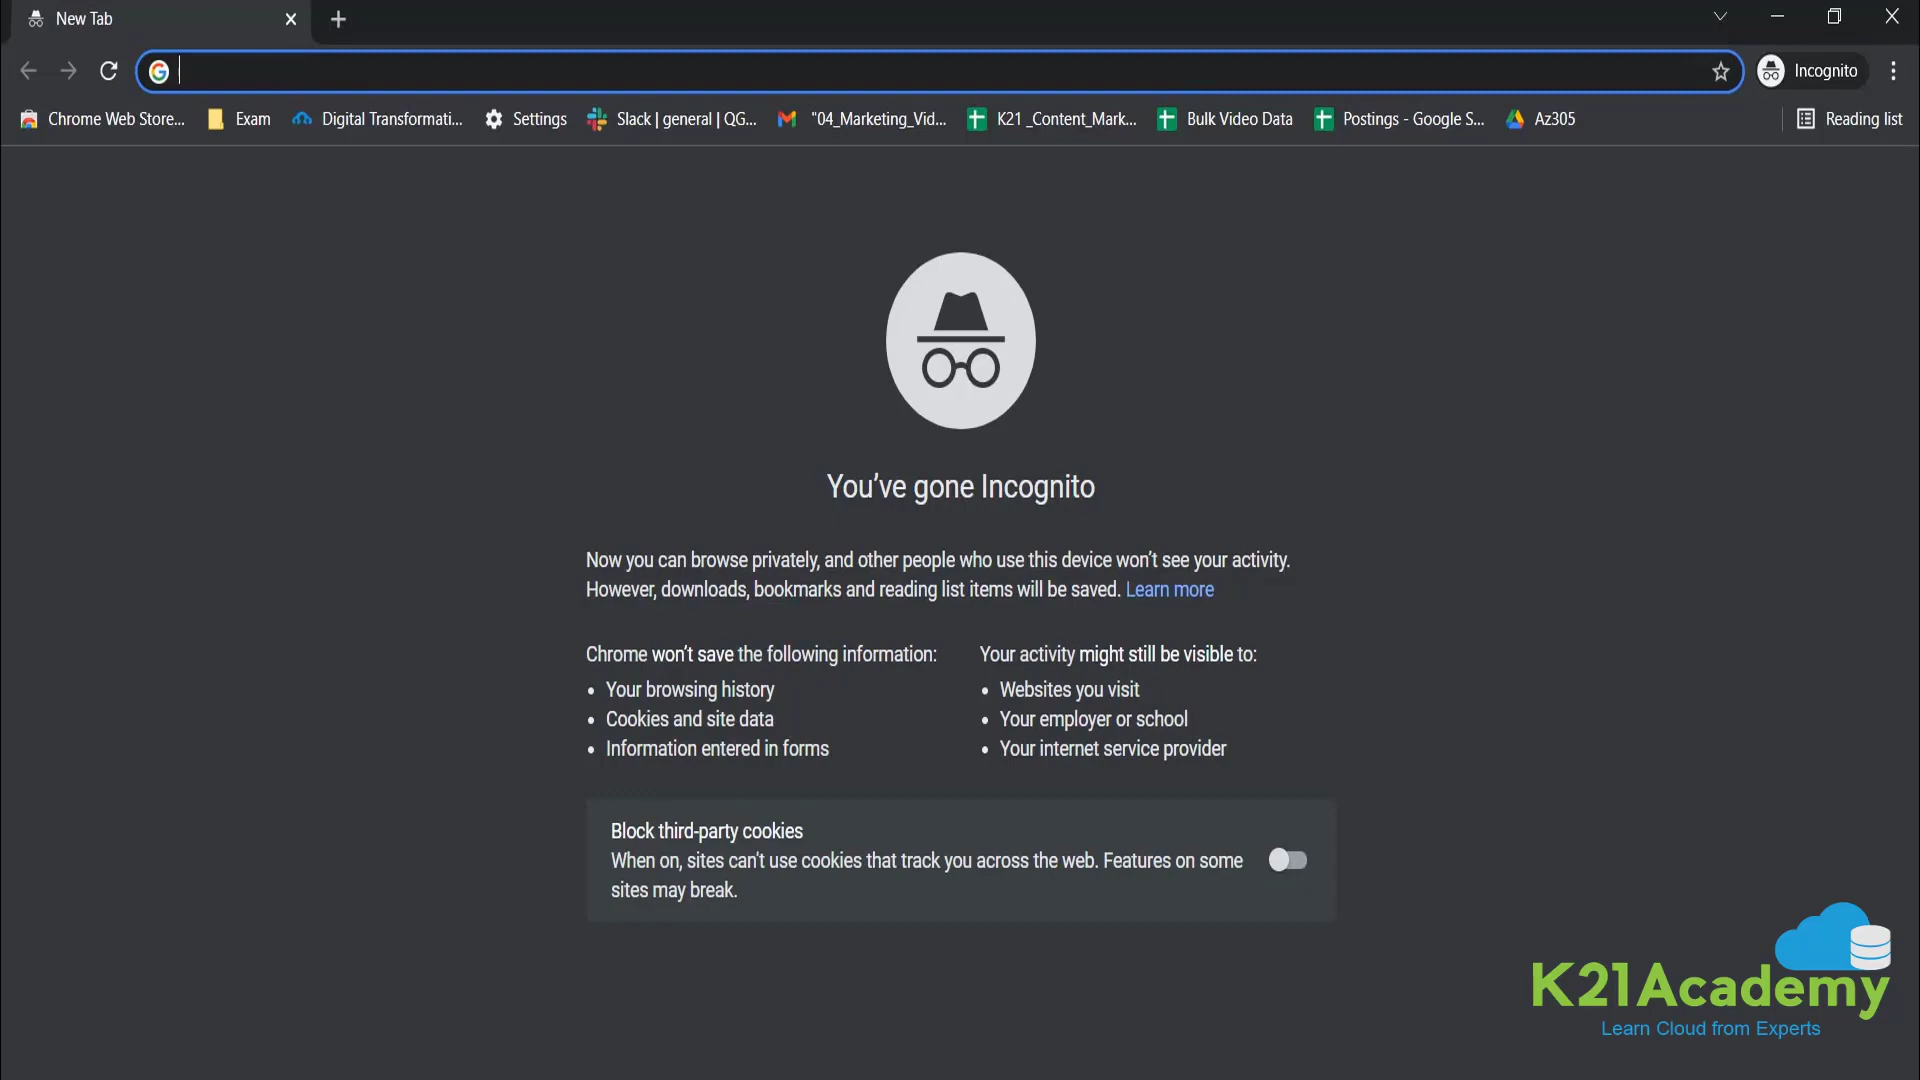 New Tab
Incognito
Chrome Web Store...
Exam
Digital Transformati...
Settings
Slack | general | QG...
"04_Marketing_Vid...
K21 _Content_Mark...
Bulk Video Data
Postings - Google S...
Az305
Reading list
You've gone Incognito
Now you can browse privately, and other people who use this device won't see your activity.
However, downloads, bookmarks and reading list items will be saved. Learn more
Chrome won't save the following information:
• Your browsing history
• Cookies and site data
• Information entered in forms
Your activity might still be visible to:
• Websites you visit
• Your employer or school
• Your internet service provider
Block third-party cookies
When on, sites can't use cookies that track you across the web. Features on some
sites may break.
K21Academy
Learn Cloud from Experts